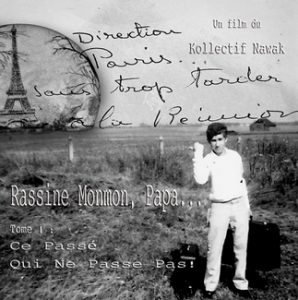 Un film du
Kollectif Nawak
Direction
Paris...
Sans trop tarder
à la Réunion
Rassine Monmon, Papa...
Tome 1 :
Ce Passé
Qui Ne Passe Pas!